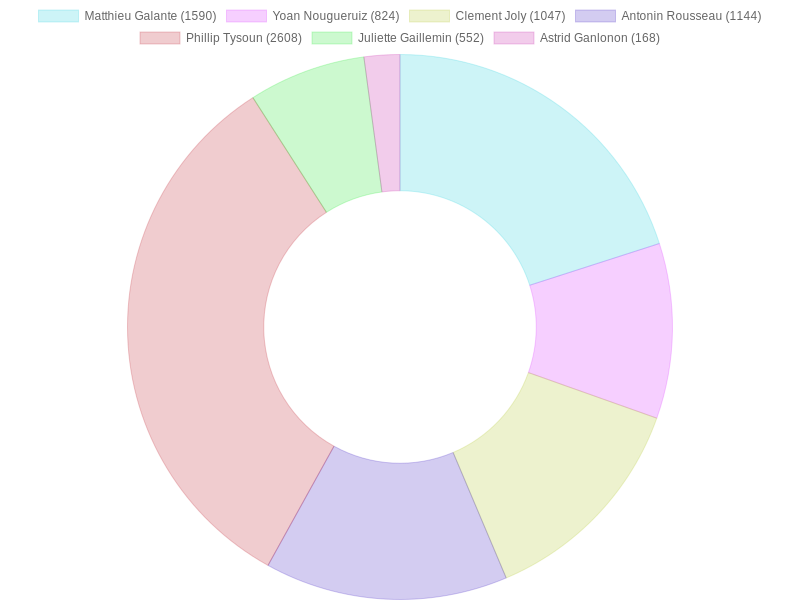 Matthieu Galante (1590) Yoan Nougueruiz (824) Clement Joly (1047) Antonin Rousseau (1144)
Phillip Tysoun (2608) Juliette Gaillemin (552) Astrid Ganlonon (168)